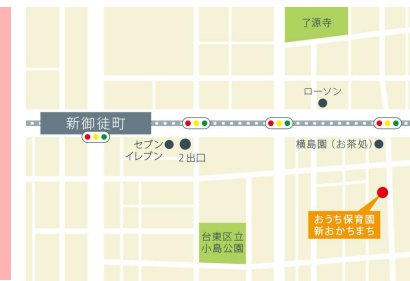 了源寺
ローソン
新御徒町
セブン
イレブン
2出口
横島園(お茶処)
おうち保育園
新おかちまち
台東区立
小島公園